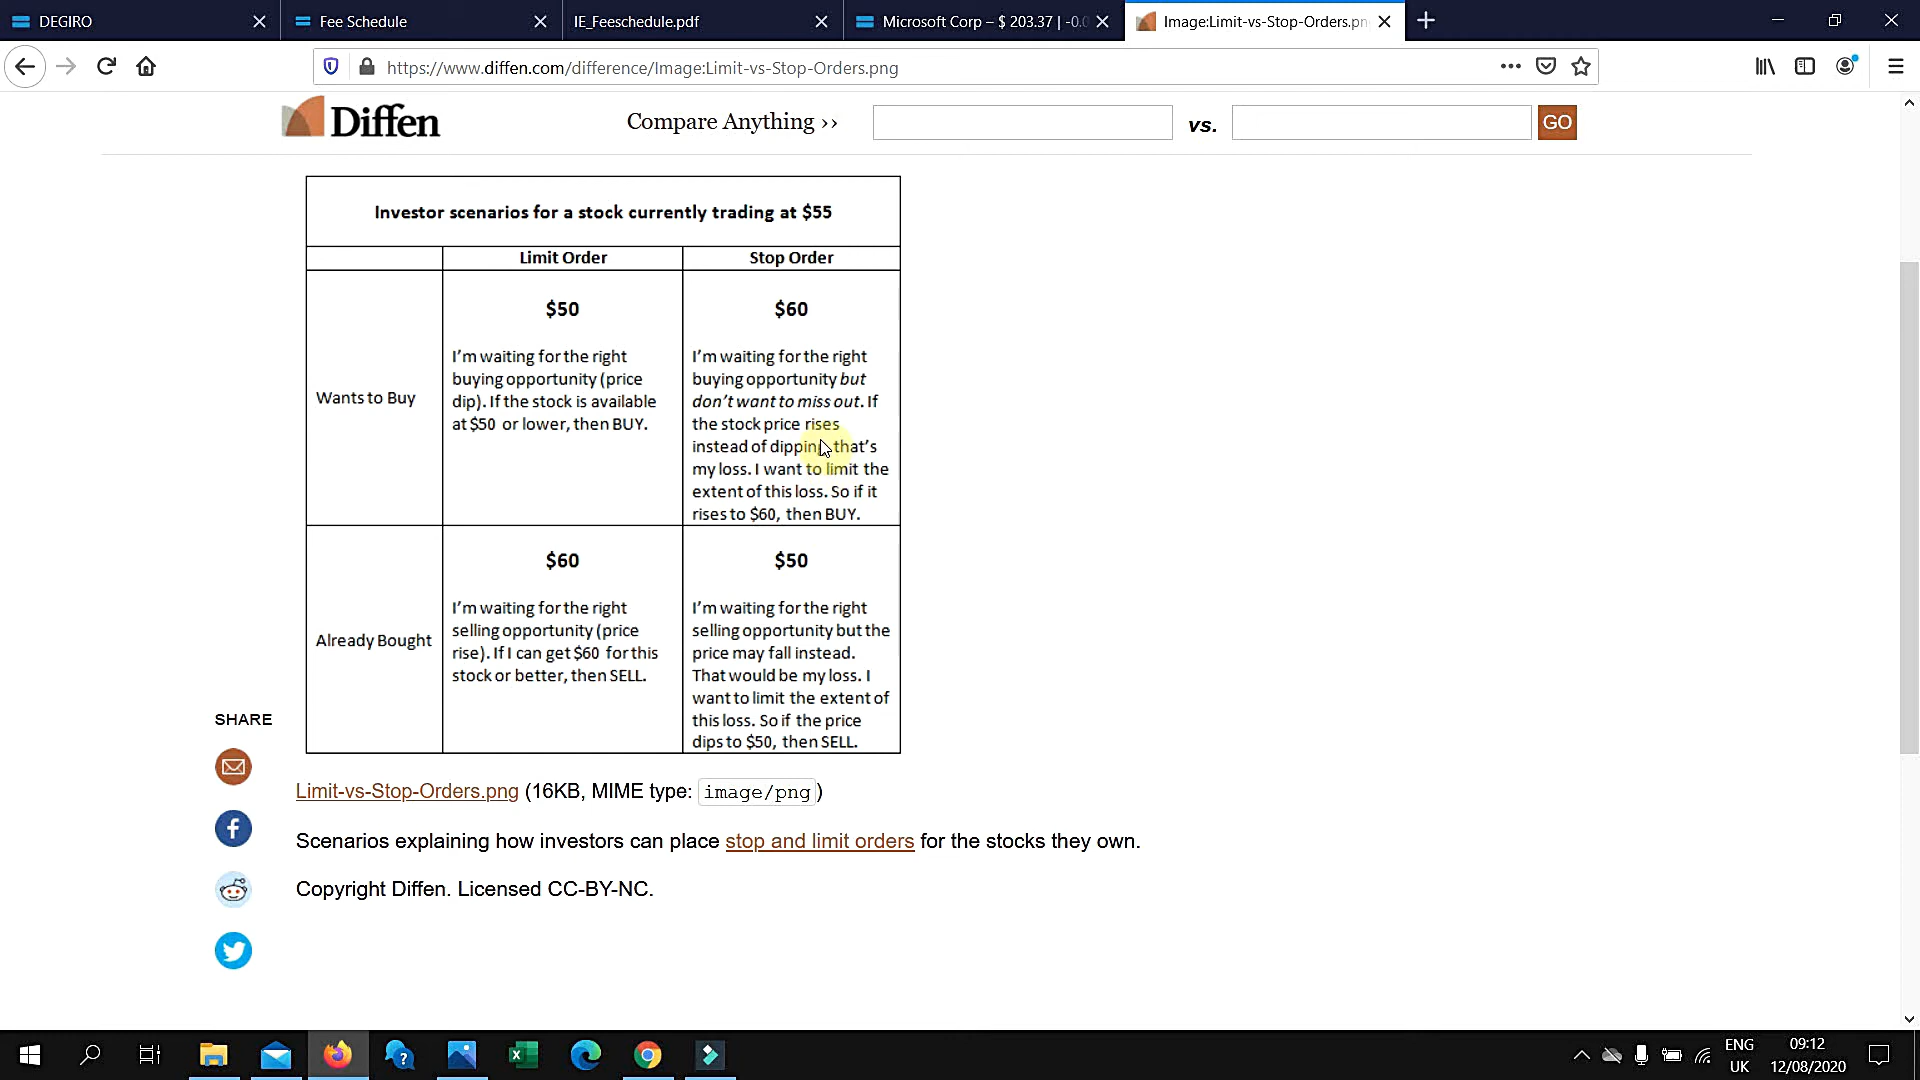 DEGIRO
Fee Schedule
IE_Feeschedule.pdf
Microsoft Corp – $ 203.37 | -0.0
Image:Limit-vs-Stop-Orders.pn
https://www.diffen.com/difference/Image:Limit-vs-Stop-Orders.png
Diffen
Compare Anything ››
vs.
GO
Investor scenarios for a stock currently trading at $55
Limit Order
Stop Order
Wants to Buy
$50
I'm waiting for the right
buying opportunity (price
dip). If the stock is available
at $50 or lower, then BUY.
$60
I'm waiting for the right
buying opportunity but
don't want to miss out. If
the stock price rises
instead of dipping that's
my loss. I want to limit the
extent of this loss. So if it
rises to $60, then BUY.
Already Bought
$60
I'm waiting for the right
selling opportunity (price
rise). If I can get $60 for this
stock or better, then SELL.
$50
I'm waiting for the right
selling opportunity but the
price may fall instead.
That would be my loss. I
want to limit the extent of
this loss. So if the price
dips to $50, then SELL.
SHARE
Limit-vs-Stop-Orders.png (16KB, MIME type: image/png)
Scenarios explaining how investors can place stop and limit orders for the stocks they own.
Copyright Diffen. Licensed CC-BY-NC.
ENG
UK
09:12
12/08/2020